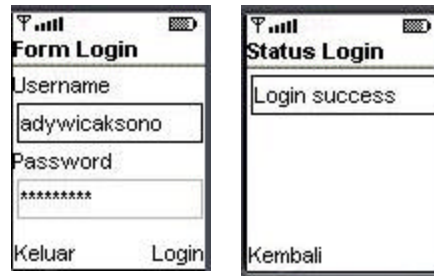 Form Login
Username
adywicaksono
Password
*********
Keluar Login
Status Login
Login success
Kembali